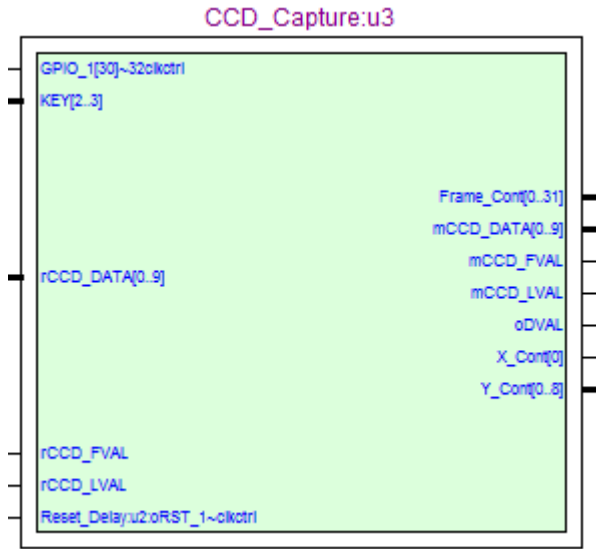 CCD_Capture:u3
GPIO_1[30]~32clkctrl
KEY[2..3]
Frame_Cont[0..31]
mCCD_DATA[0..9]
mCCD_FVAL
rCCD_DATA[0..9]
mCCD_LVAL
oDVAL
X_Cont[0]
Y_Cont[0..8]
rCCD_FVAL
rCCD_LVAL
Reset_Delay:u2:oRST_1~clkctrl